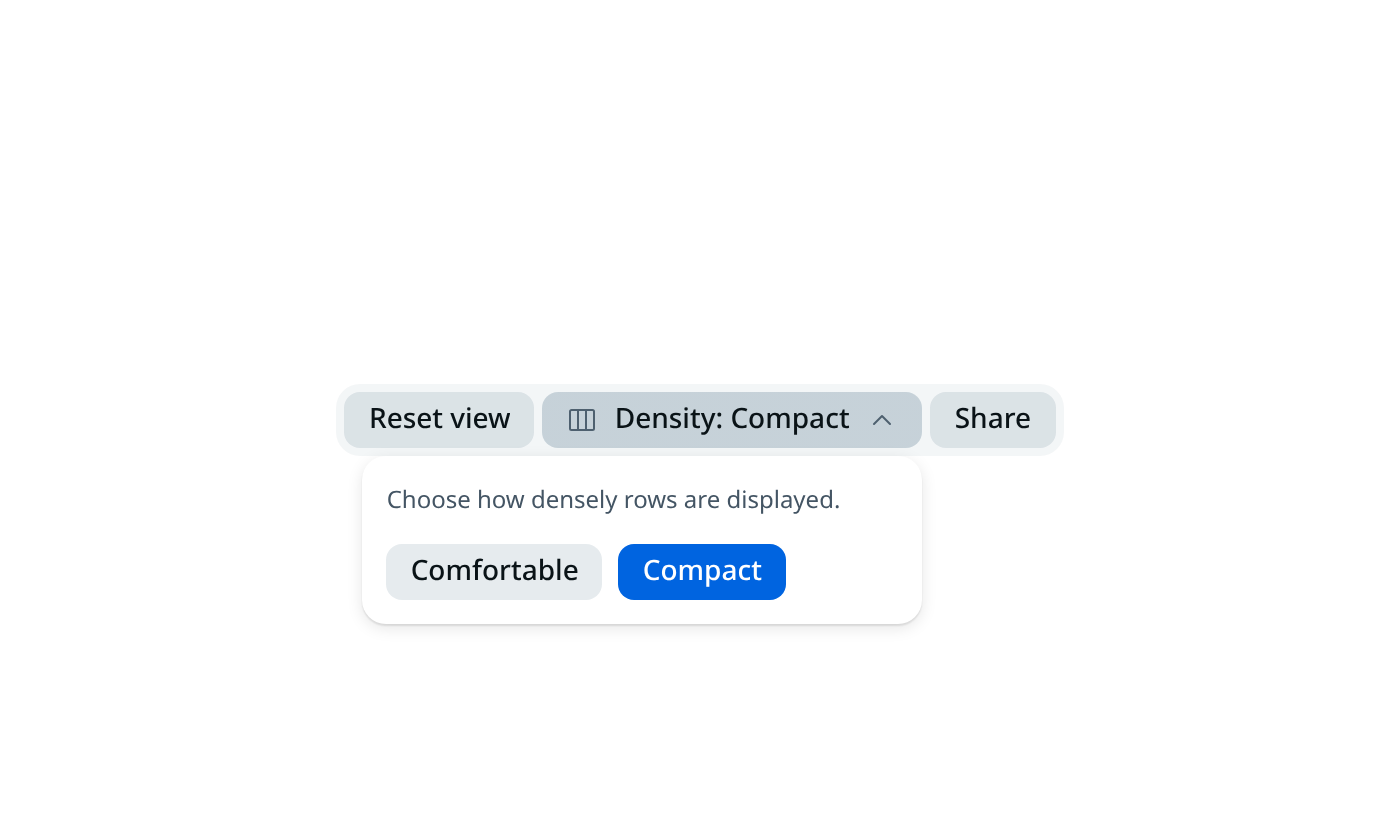 Reset view
Density: Compact
Share
Choose how densely rows are displayed.
Comfortable
Compact